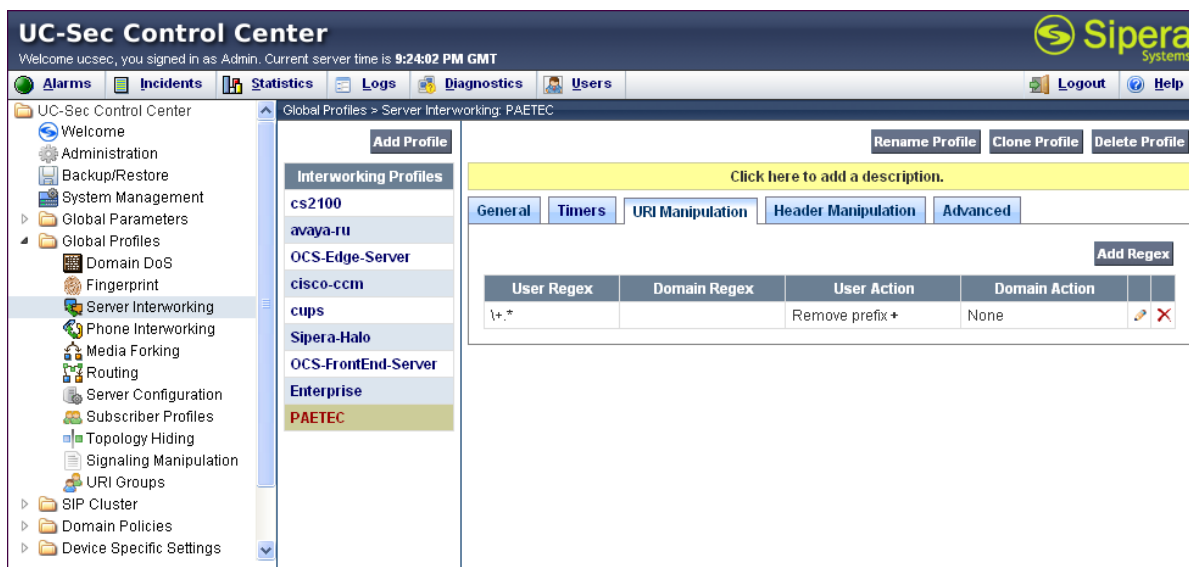 UC-Sec Control Center
Welcome ucsec, you signed in as Admin. Current server time is 9:24:02 PM GMT
Sipera
Systems
Alarms Incidents Statistics Logs Diagnostics Users Logout Help
UC-Sec Control Center
Welcome
Administration
Backup/Restore
System Management
Global Parameters
Global Profiles
Domain DoS
Fingerprint
Server Interworking
Phone Interworking
Media Forking
Routing
Server Configuration
Subscriber Profiles
Topology Hiding
Signaling Manipulation
URI Groups
SIP Cluster
Domain Policies
Device Specific Settings
Global Profiles > Server Interworking: PAETEC
Add Profile
Interworking Profiles
cs2100
avaya-ru
OCS-Edge-Server
cisco-ccm
cups
Sipera-Halo
OCS-FrontEnd-Server
Enterprise
PAETEC
Rename Profile Clone Profile Delete Profile
Click here to add a description.
General Timers URI Manipulation Header Manipulation Advanced
Add Regex
User Regex Domain Regex User Action Domain Action
\+.* Remove prefix + None